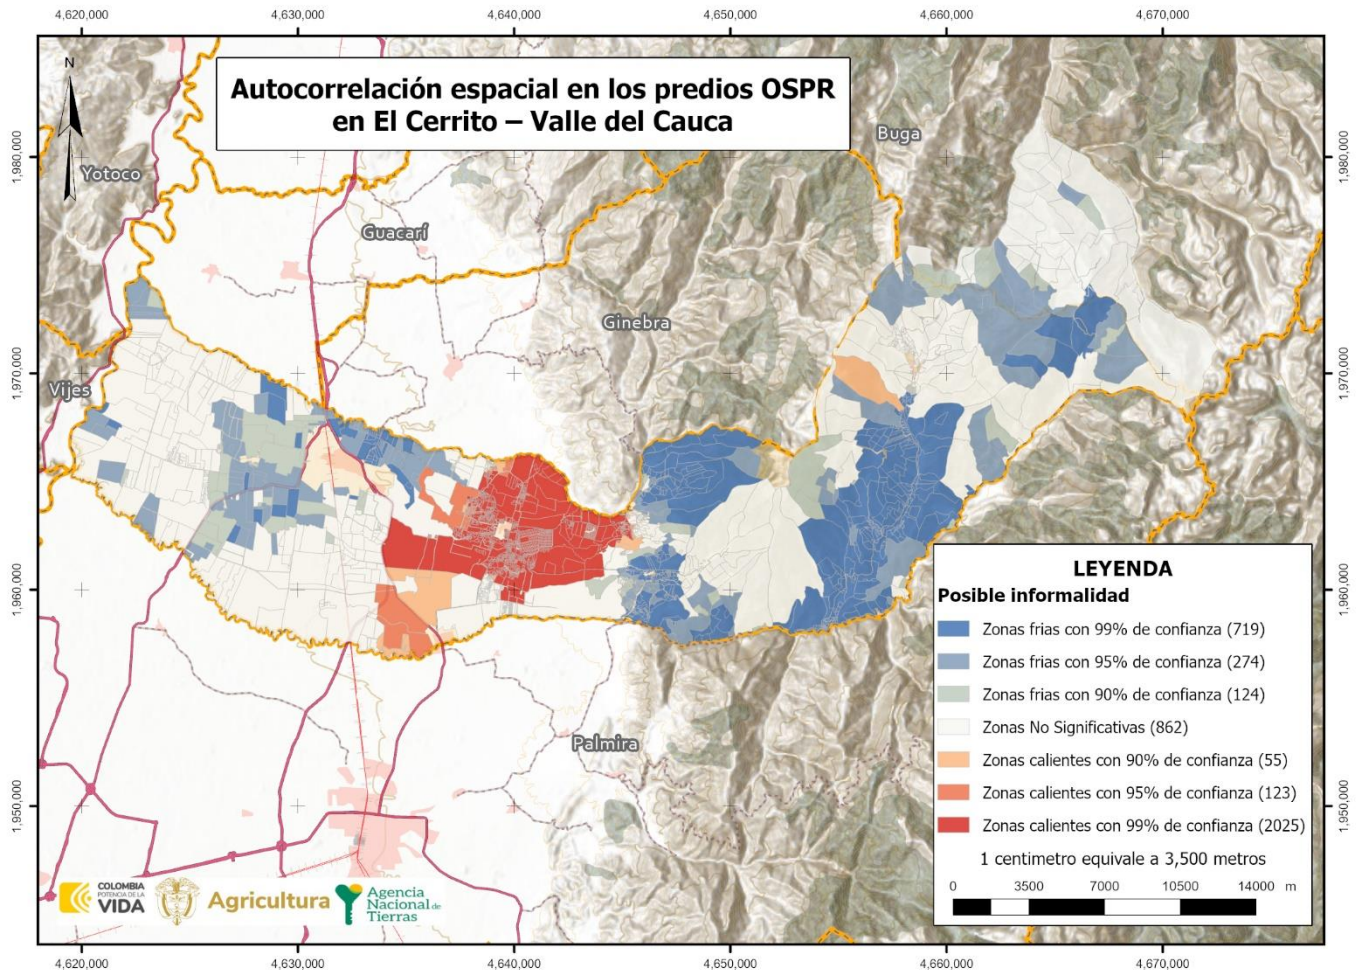 4,620,000 4,630,000 4,640,000 4,650,000 4,660,000 4,670,000
N
Autocorrelación espacial en los predios OSPR
en El Cerrito – Valle del Cauca
1,980,000
1,980,000
Buga
Yotoco
Guacarí
Ginebra
1,970,000
1,970,000
Vijes
1,960,000
1,960,000
Palmira
1,950,000
1,950,000
LEYENDA
Posible informalidad
Zonas frias con 99% de confianza (719)
Zonas frias con 95% de confianza (274)
Zonas frias con 90% de confianza (124)
Zonas No Significativas (862)
Zonas calientes con 90% de confianza (55)
Zonas calientes con 95% de confianza (123)
Zonas calientes con 99% de confianza (2025)
1 centimetro equivale a 3,500 metros
0 3500 7000 10500 14000 m
COLOMBIA
POTENCIA DE LA
VIDA
Agricultura
Agencia
Nacional de
Tierras
4,620,000 4,630,000 4,640,000 4,650,000 4,660,000 4,670,000